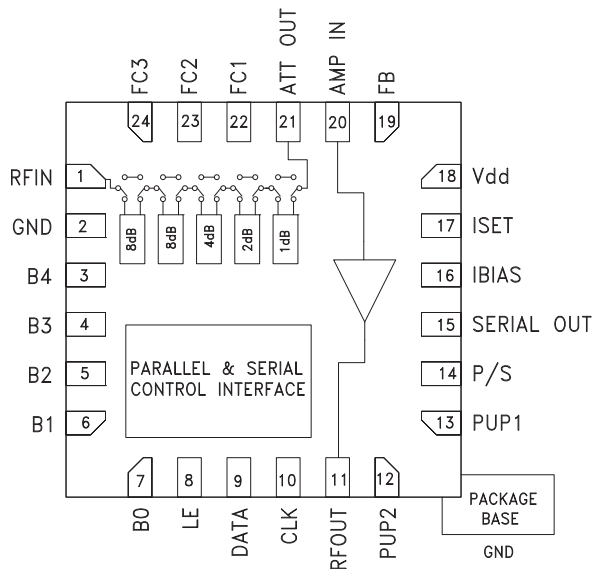 FC3
FC2
FC1
ATT OUT
AMP IN
FB
24
23
22
21
20
19
RFIN
1
GND
2
B4
3
B3
4
B2
5
B1
6
8dB
8dB
4dB
2dB
1dB
18
Vdd
17
ISET
16
IBIAS
15
SERIAL OUT
14
P/S
13
PUP1
PARALLEL & SERIAL
CONTROL INTERFACE
7
8
9
10
11
12
B0
LE
DATA
CLK
RFOUT
PUP2
PACKAGE
BASE
GND